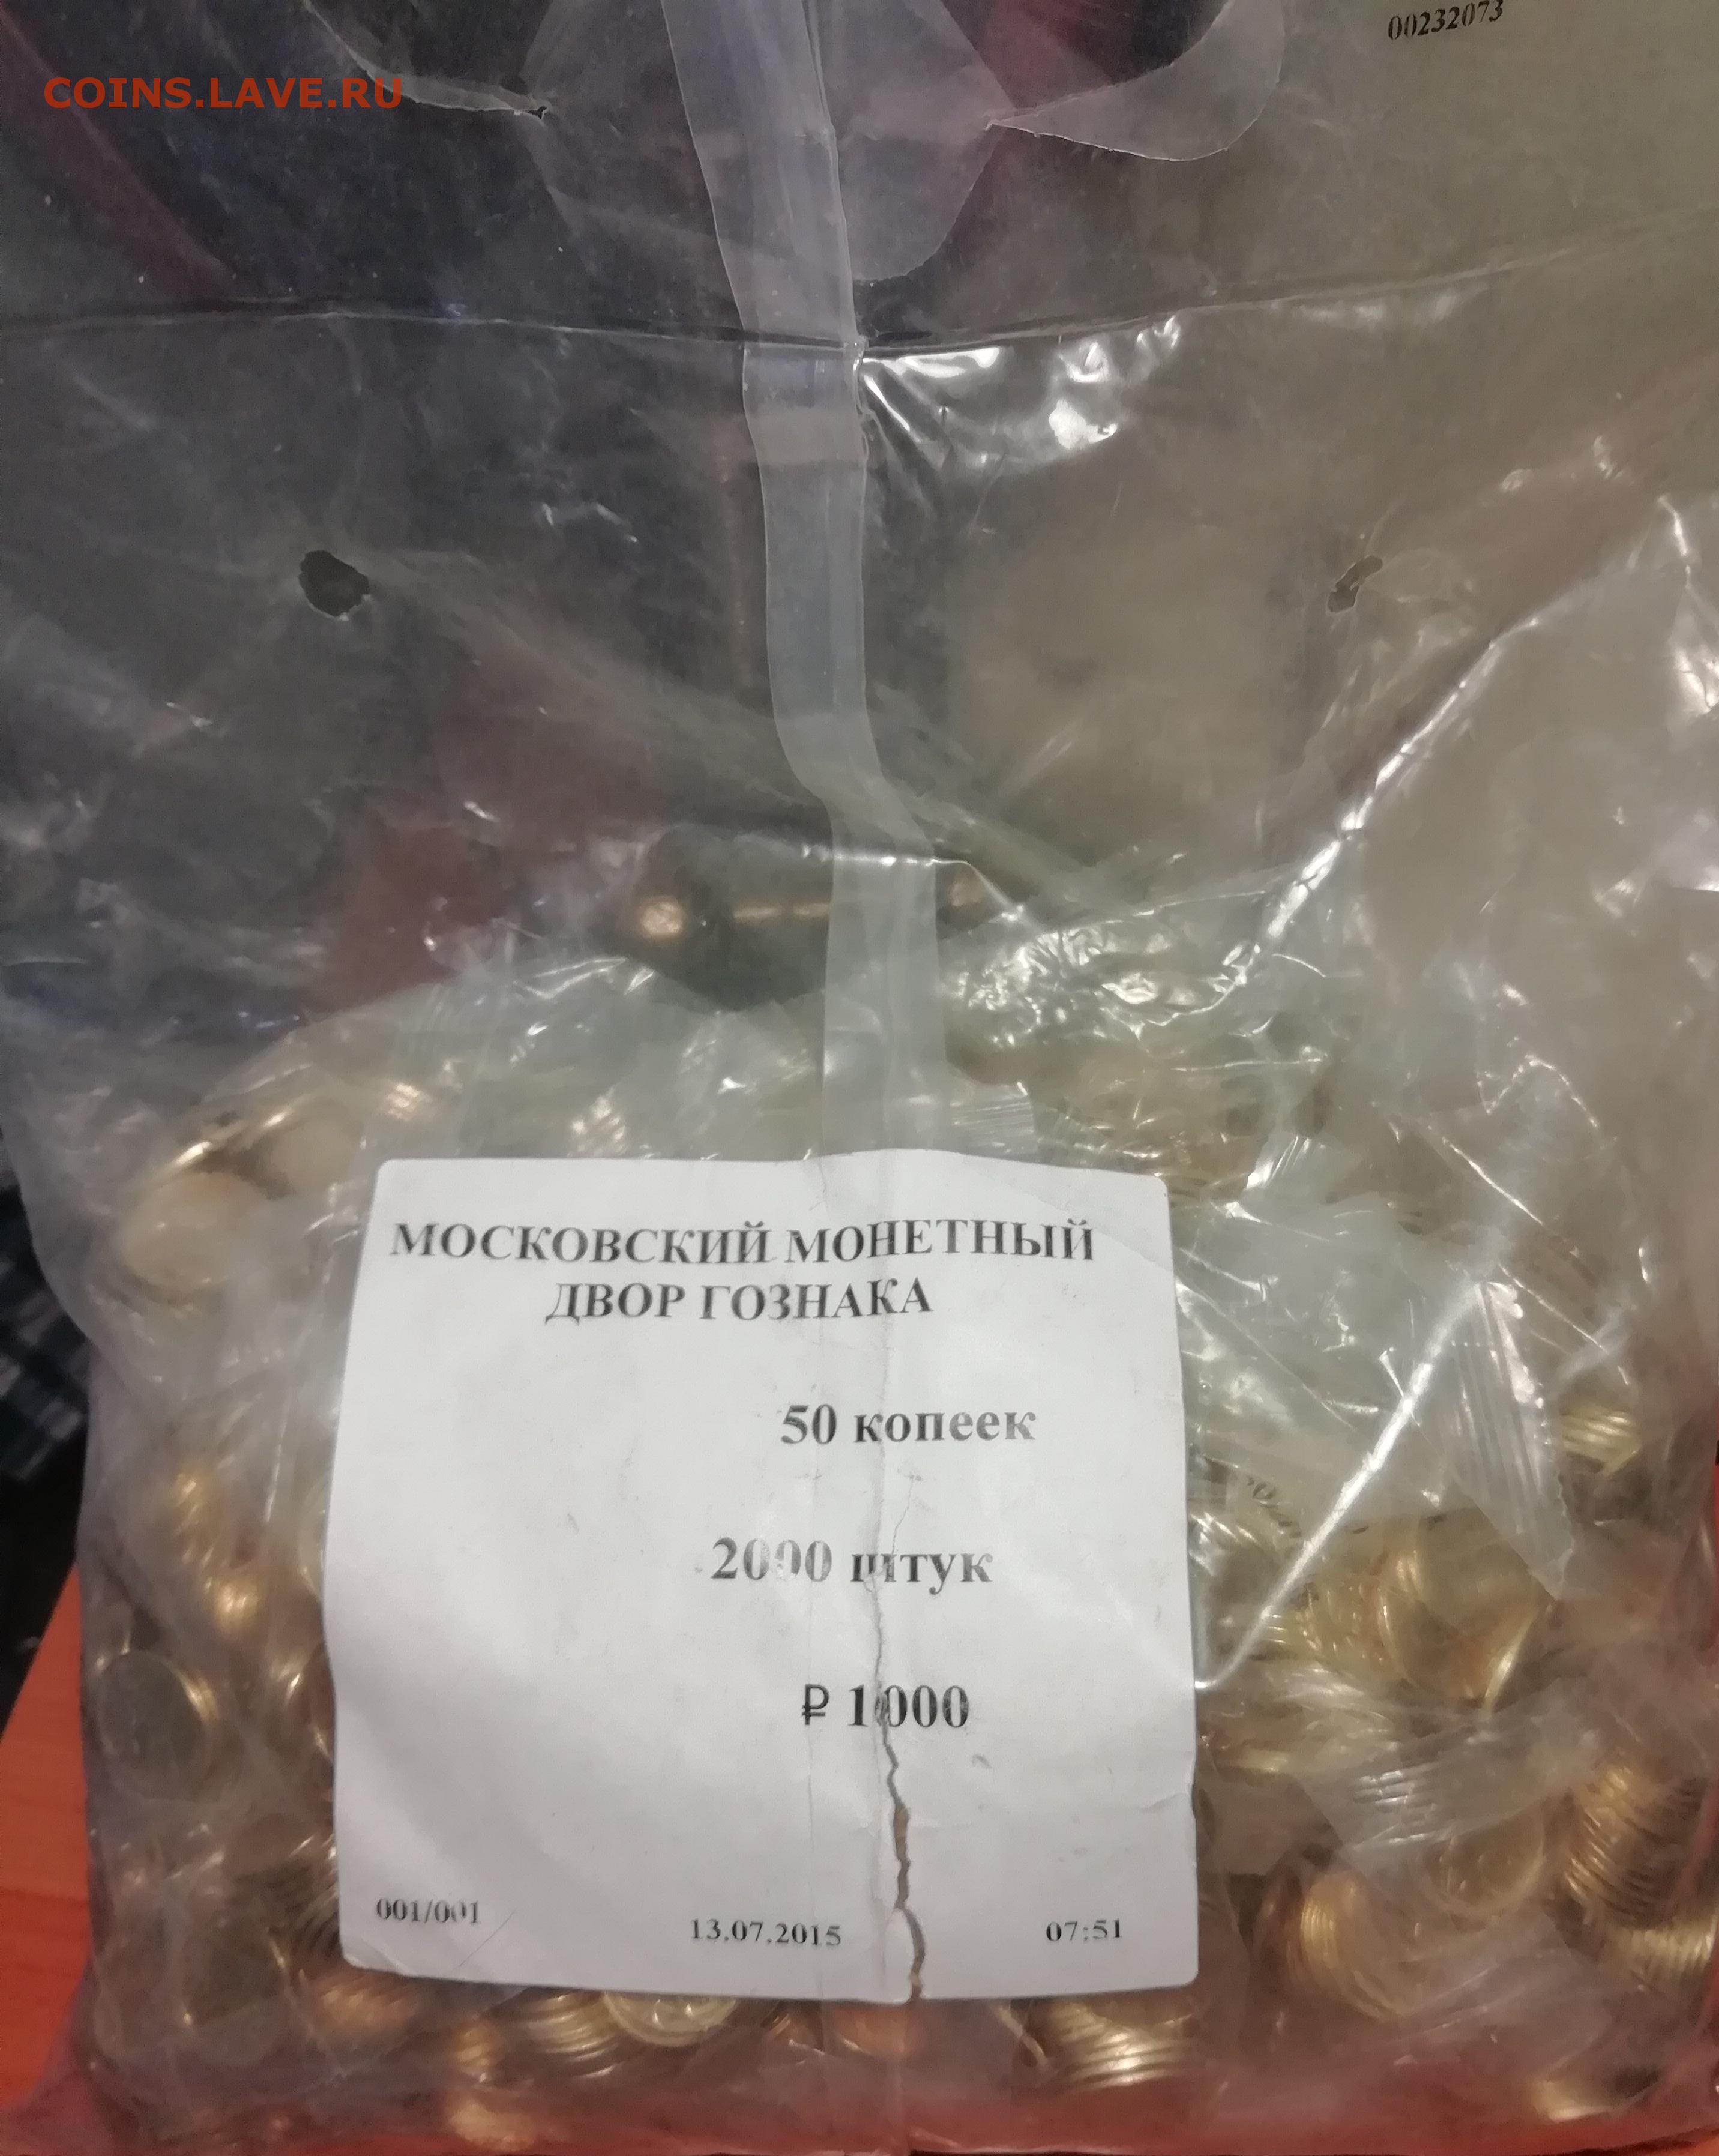 00232073
COINS.LAVE.RU
МОСКОВСКИЙ МОНЕТНЫЙ
ДВОР ГОЗНАКА
50 копеек
2000 штук
₽ 1000
001/001 13.07.2015 07:51